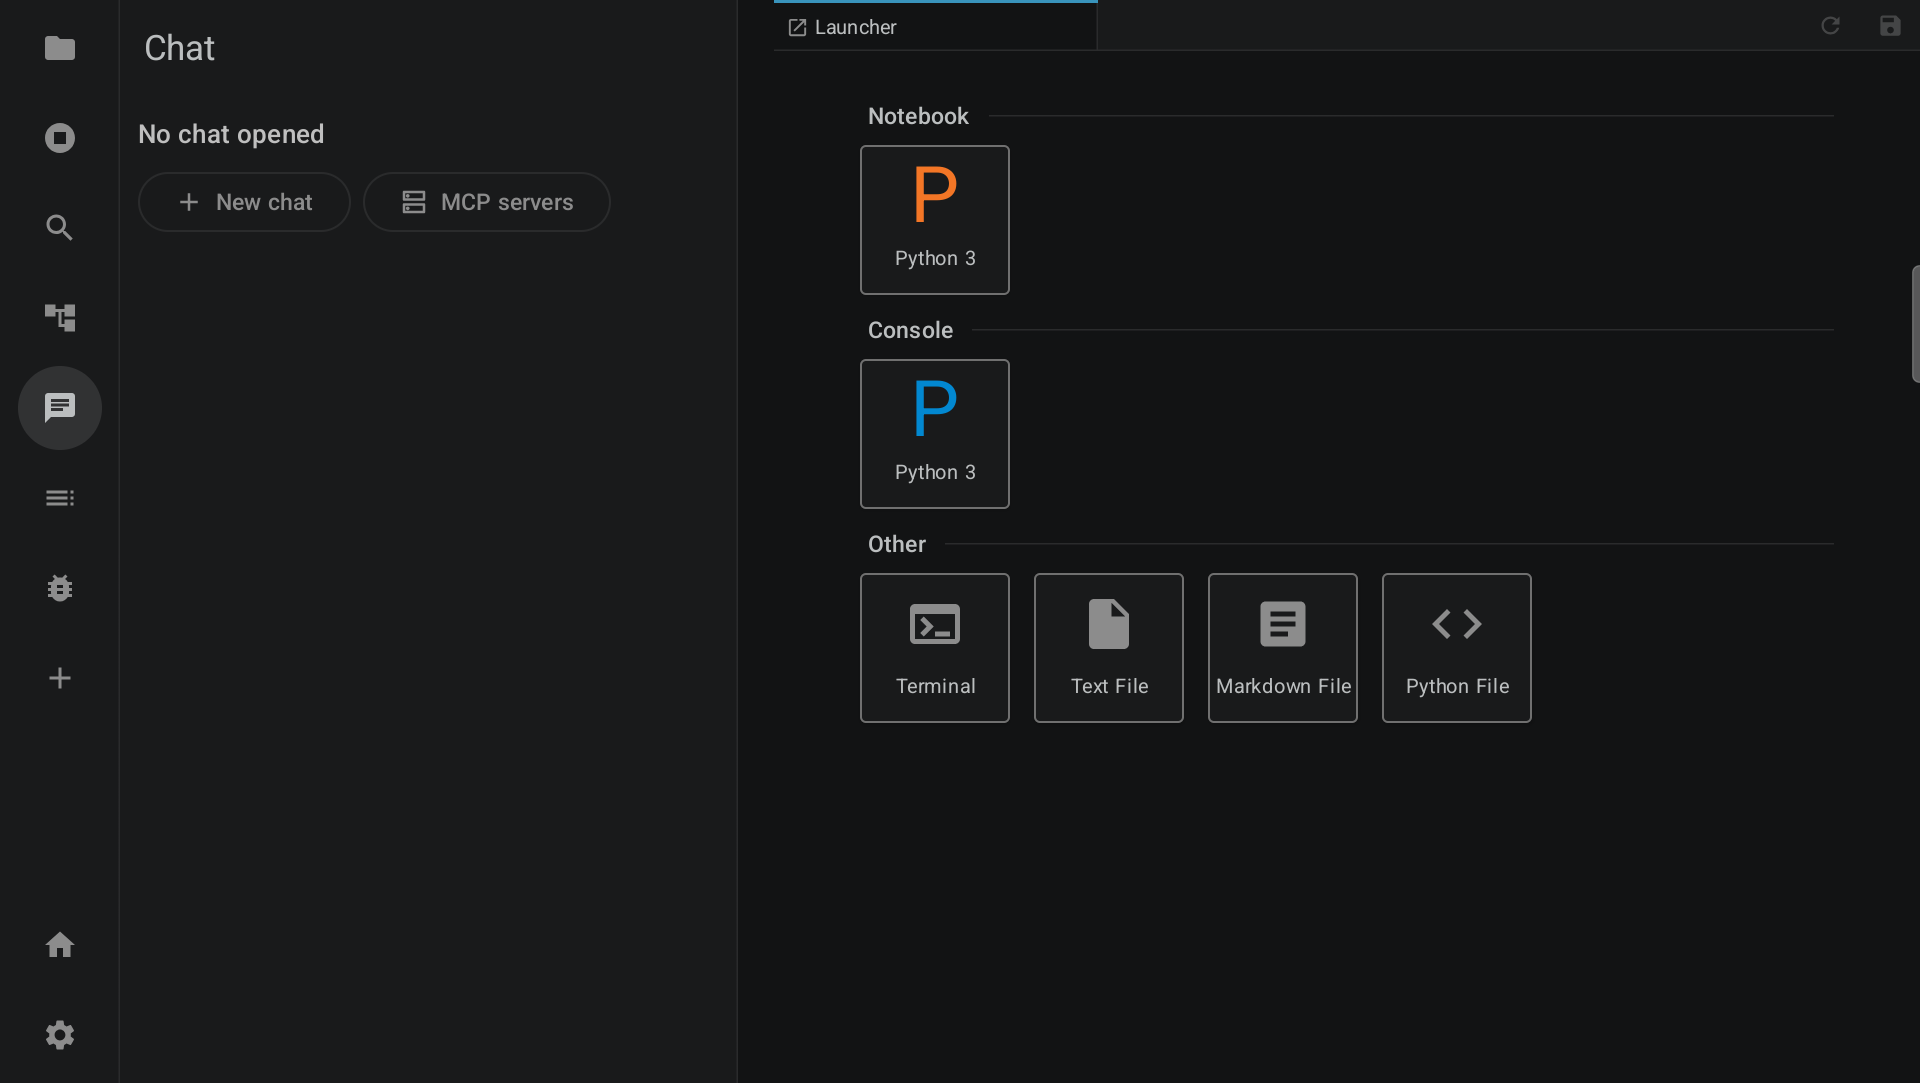 Chat
No chat opened
New chat
MCP servers
Launcher
Notebook
P
Python 3
Console
P
Python 3
Other
Terminal
Text File
Markdown File
Python File